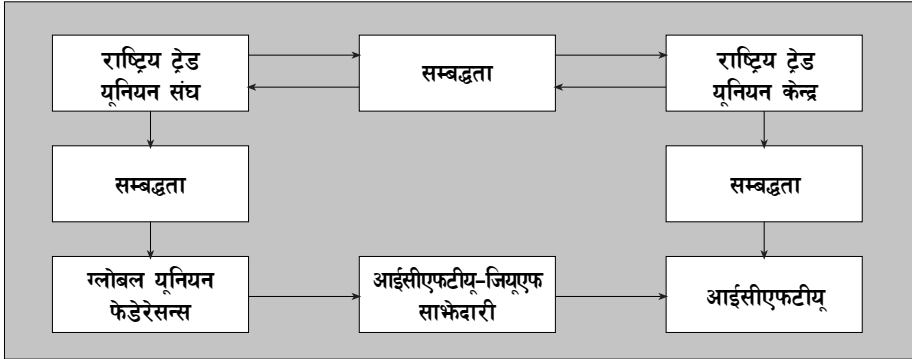 राष्ट्रिय ट्रेड
यूनियन संघ
सम्बद्धता
राष्ट्रिय ट्रेड
यूनियन केन्द्र
सम्बद्धता
सम्बद्धता
ग्लोबल यूनियन
फेडेरेसन्स
आईसीएफटीयू-जियूएफ
साझेदारी
आईसीएफटीयू